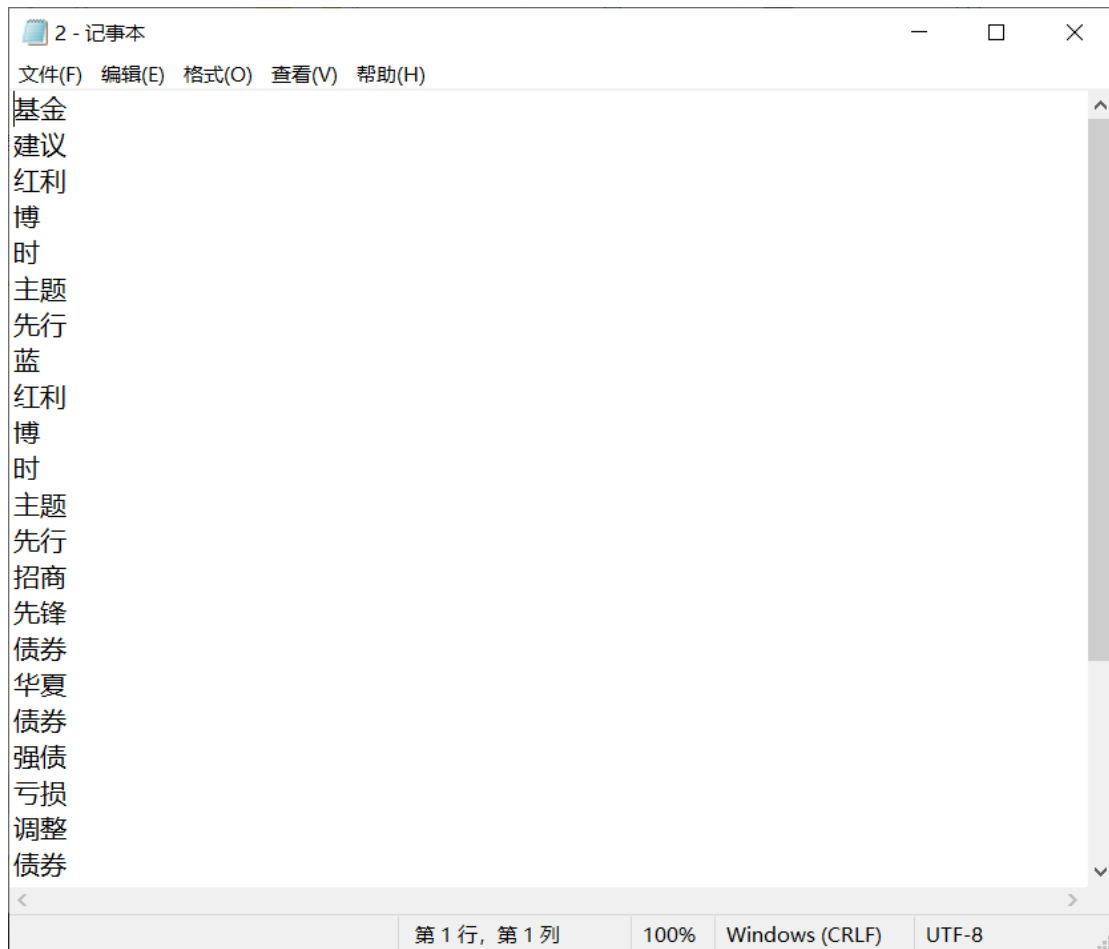 2 - 记事本
文件(F) 编辑(E) 格式(O) 查看(V) 帮助(H)
基金
建议
红利
博
时
主题
先行
蓝
红利
博
时
主题
先行
招商
先锋
债券
华夏
债券
强债
亏损
调整
债券
第 1 行，第 1 列 100% Windows (CRLF) UTF-8